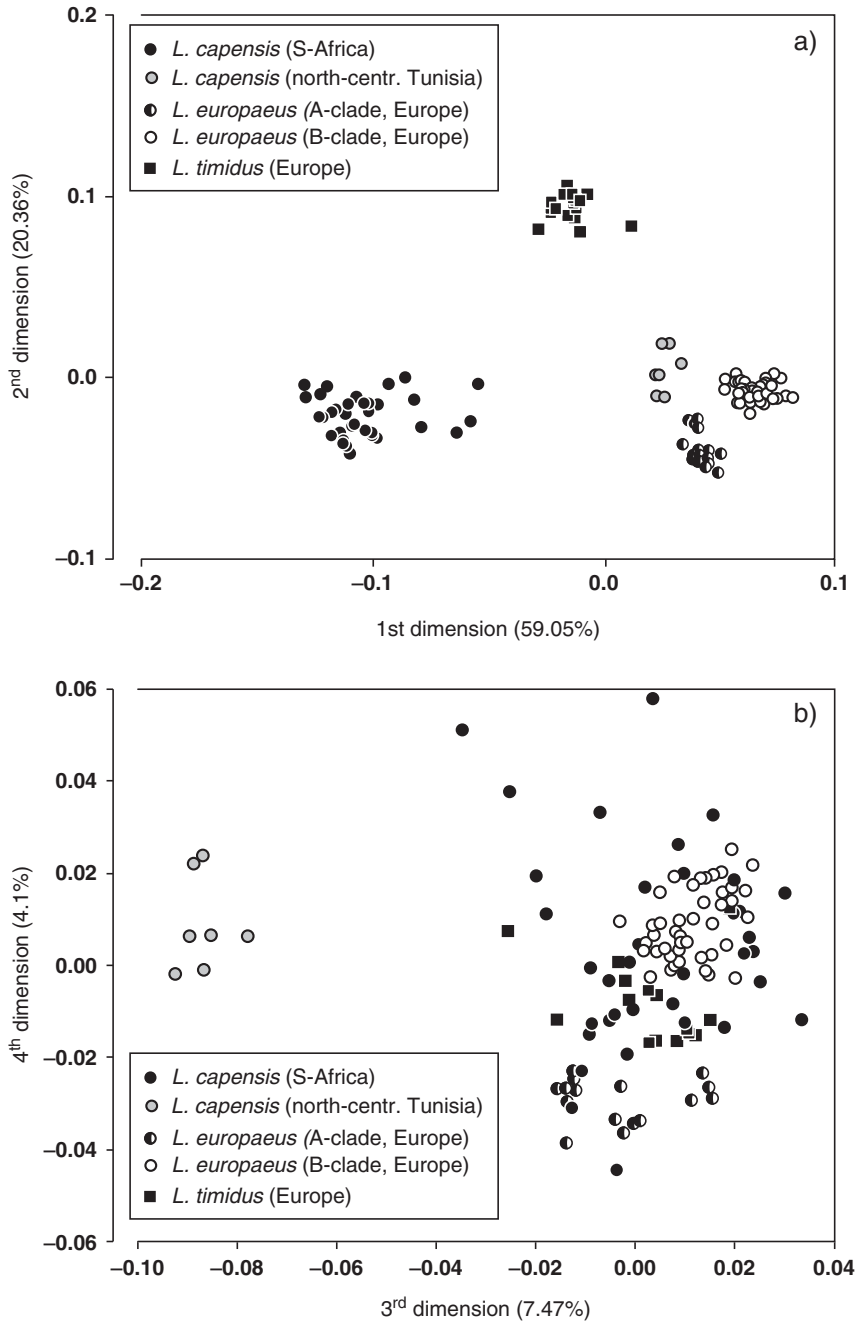 a)
L. capensis (S-Africa)
L. capensis (north-centr. Tunisia)
L. europaeus (A-clade, Europe)
L. europaeus (B-clade, Europe)
L. timidus (Europe)
0.2
0.1
0.0
–0.1
2nd dimension (20.36%)
–0.2 –0.1 0.0 0.1
1st dimension (59.05%)
b)
0.06
0.04
0.02
0.00
–0.02
–0.04
–0.06
4th dimension (4.1%)
L. capensis (S-Africa)
L. capensis (north-centr. Tunisia)
L. europaeus (A-clade, Europe)
L. europaeus (B-clade, Europe)
L. timidus (Europe)
–0.10 –0.08 –0.06 –0.04 –0.02 0.00 0.02 0.04
3rd dimension (7.47%)